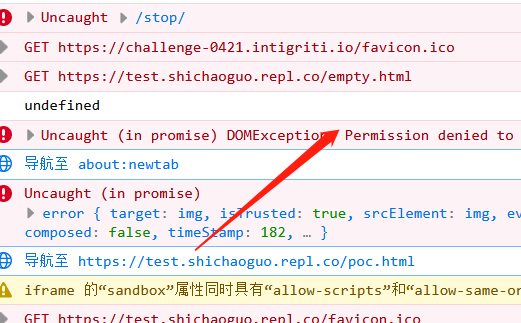 Uncaught /stop/
GET https://challenge-0421.intigriti.io/favicon.ico
GET https://test.shichaoguo.repl.co/empty.html
undefined
Uncaught (in promise) DOMException: Permission denied to
导航至 about:newtab
Uncaught (in promise)
error { target: img, isTrusted: true, srcElement: img,
composed: false, timeStamp: 182, … }
导航至 https://test.shichaoguo.repl.co/poc.html
iframe 的“sandbox”属性同时具有“allow-scripts”和“allow-same-or
GET https://test.shichaoguo.repl.co/favicon.ico